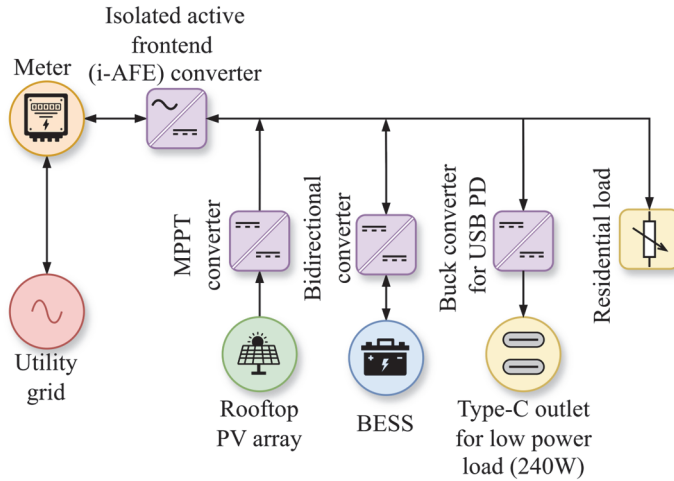 Isolated active
frontend
(i-AFE) converter
Meter
MPPT
converter
Bidirectional
converter
Buck converter
for USB PD
Residential load
Utility
grid
Rooftop
PV array
BESS
Type-C outlet
for low power
load (240W)